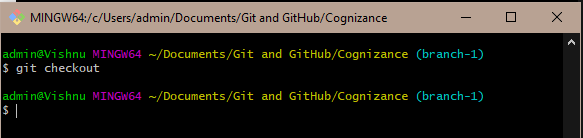 MINGW64:/c/Users/admin/Documents/Git and GitHub/Cognizance
admin@Vishnu MINGW64 ~/Documents/Git and GitHub/Cognizance (branch-1)
$ git checkout
admin@Vishnu MINGW64 ~/Documents/Git and GitHub/Cognizance (branch-1)
$